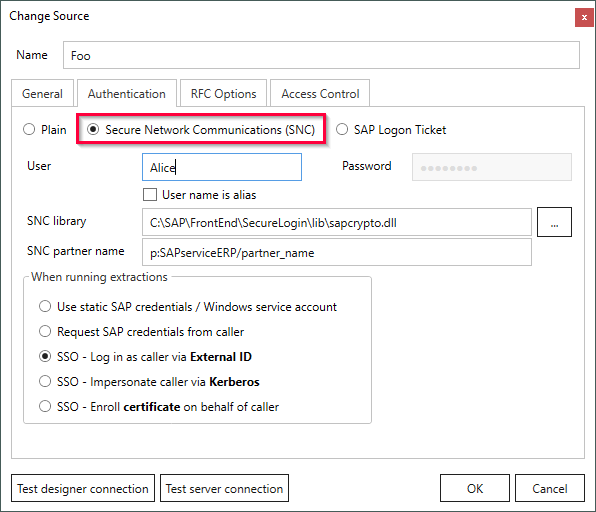 Change Source
x
Name Foo
General Authentication RFC Options Access Control
Plain Secure Network Communications (SNC) SAP Logon Ticket
User Alice Password ••••••••
User name is alias
SNC library C:\SAP\FrontEnd\SecureLogin\lib\sapcrypto.dll ...
SNC partner name p:SAPserviceERP/partner_name
When running extractions
Use static SAP credentials / Windows service account
Request SAP credentials from caller
SSO - Log in as caller via External ID
SSO - Impersonate caller via Kerberos
SSO - Enroll certificate on behalf of caller
Test designer connection Test server connection OK Cancel